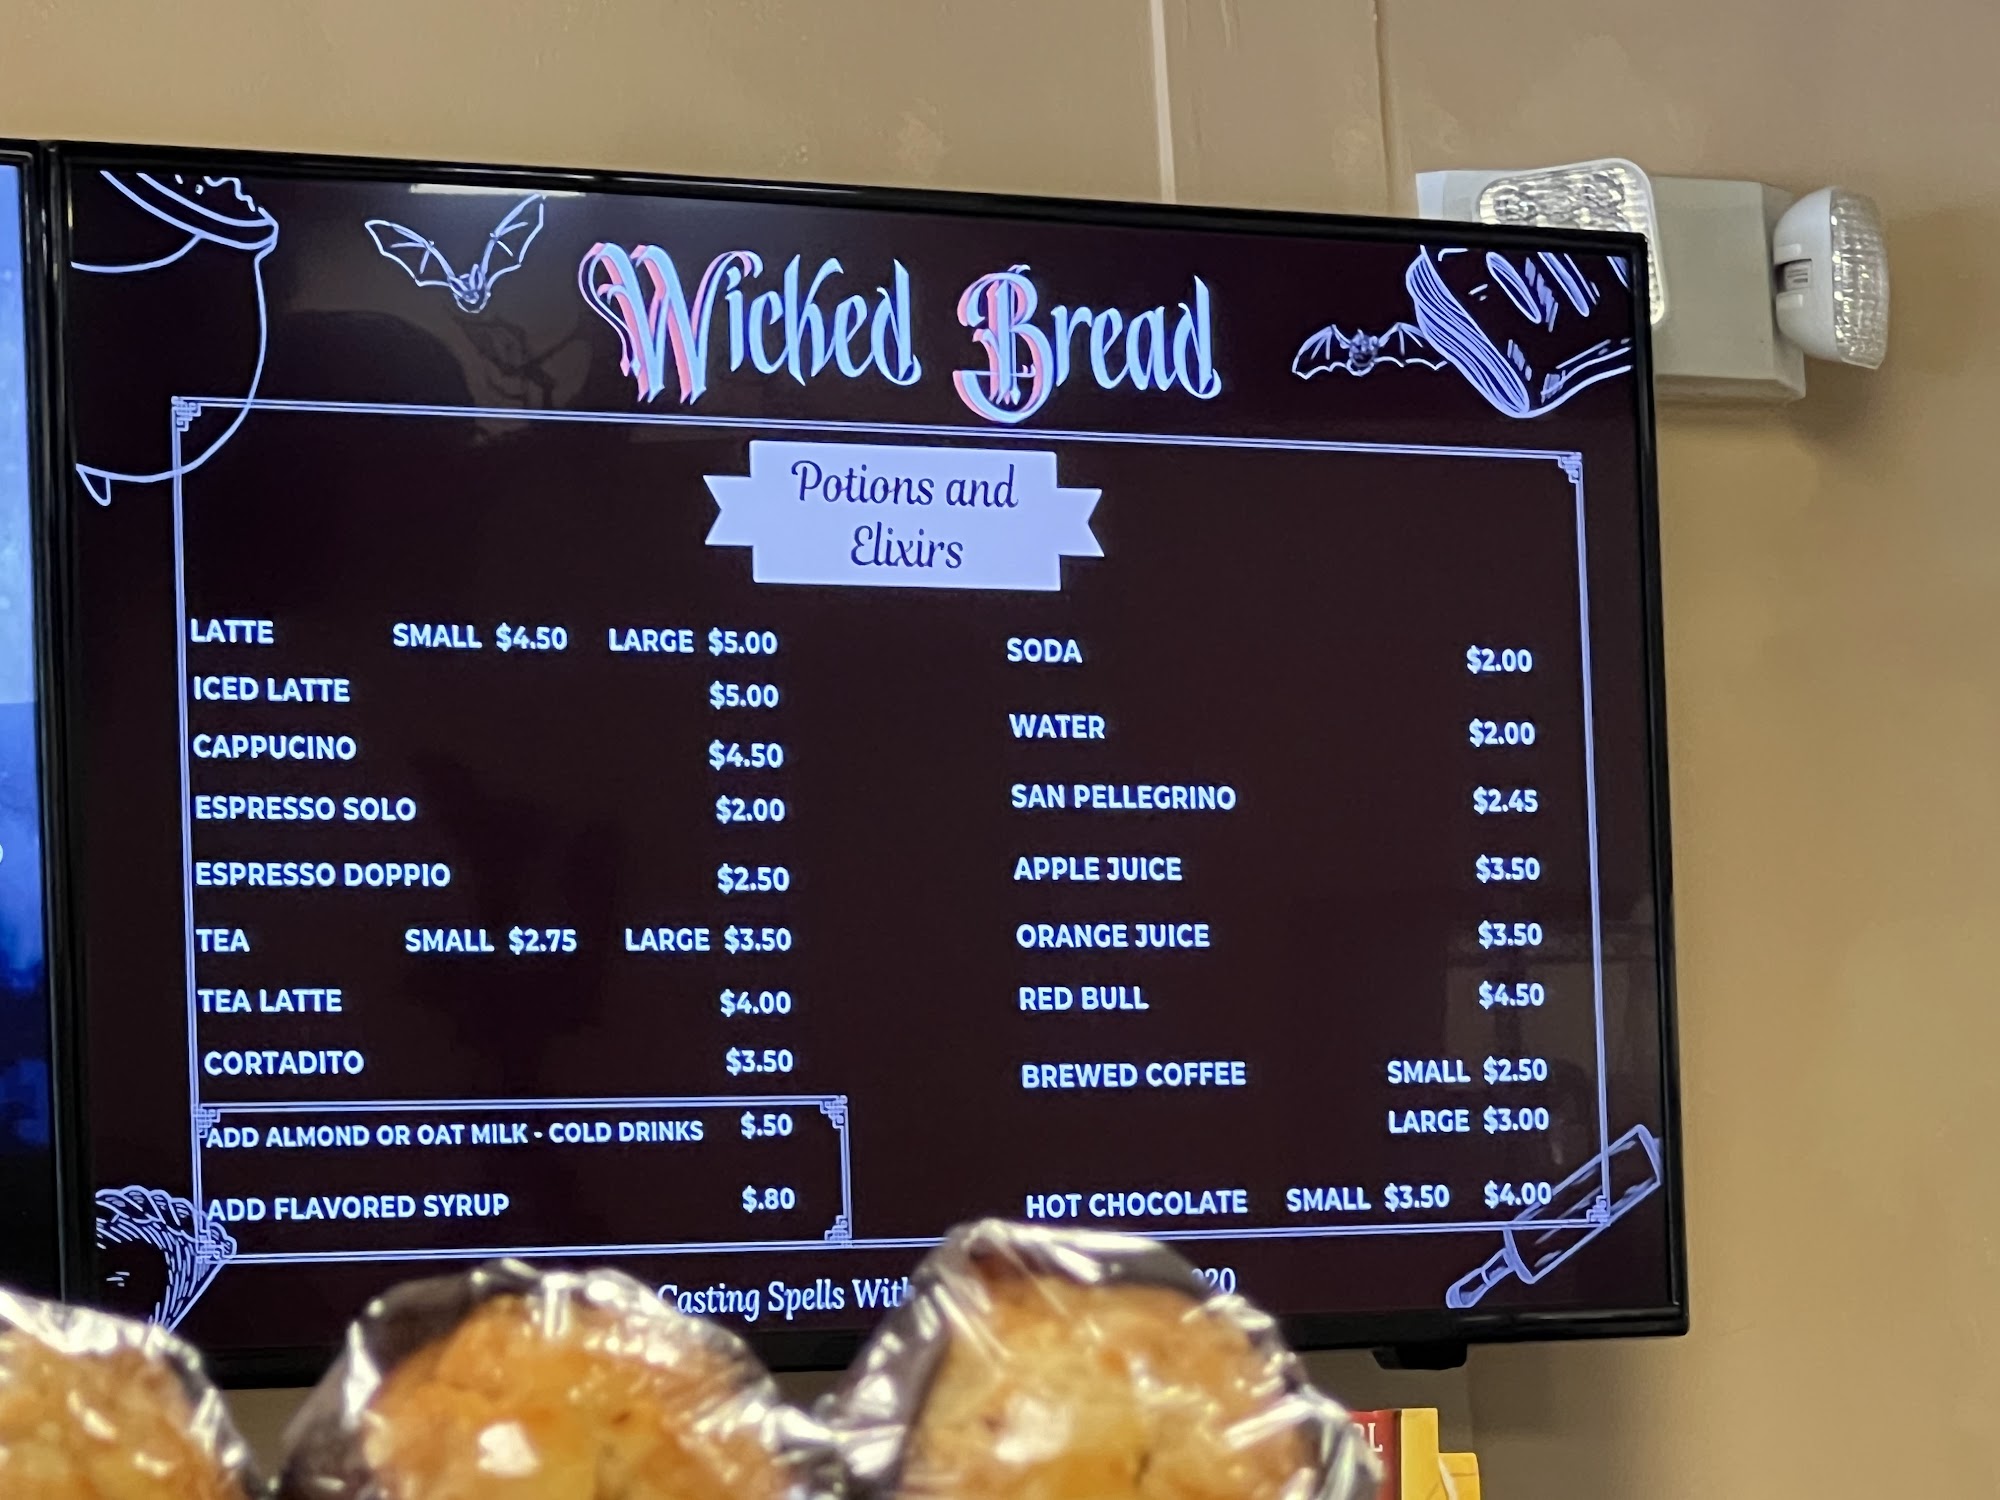 Wicked Bread
Potions and
Elixirs
LATTE SMALL $4.50 LARGE $5.00
ICED LATTE $5.00
CAPPUCINO $4.50
ESPRESSO SOLO $2.00
ESPRESSO DOPPIO $2.50
TEA SMALL $2.75 LARGE $3.50
TEA LATTE $4.00
CORTADITO $3.50
ADD ALMOND OR OAT MILK - COLD DRINKS $.50
ADD FLAVORED SYRUP $.80
SODA $2.00
WATER $2.00
SAN PELLEGRINO $2.45
APPLE JUICE $3.50
ORANGE JUICE $3.50
RED BULL $4.50
BREWED COFFEE SMALL $2.50
LARGE $3.00
HOT CHOCOLATE SMALL $3.50 $4.00
Casting Spells